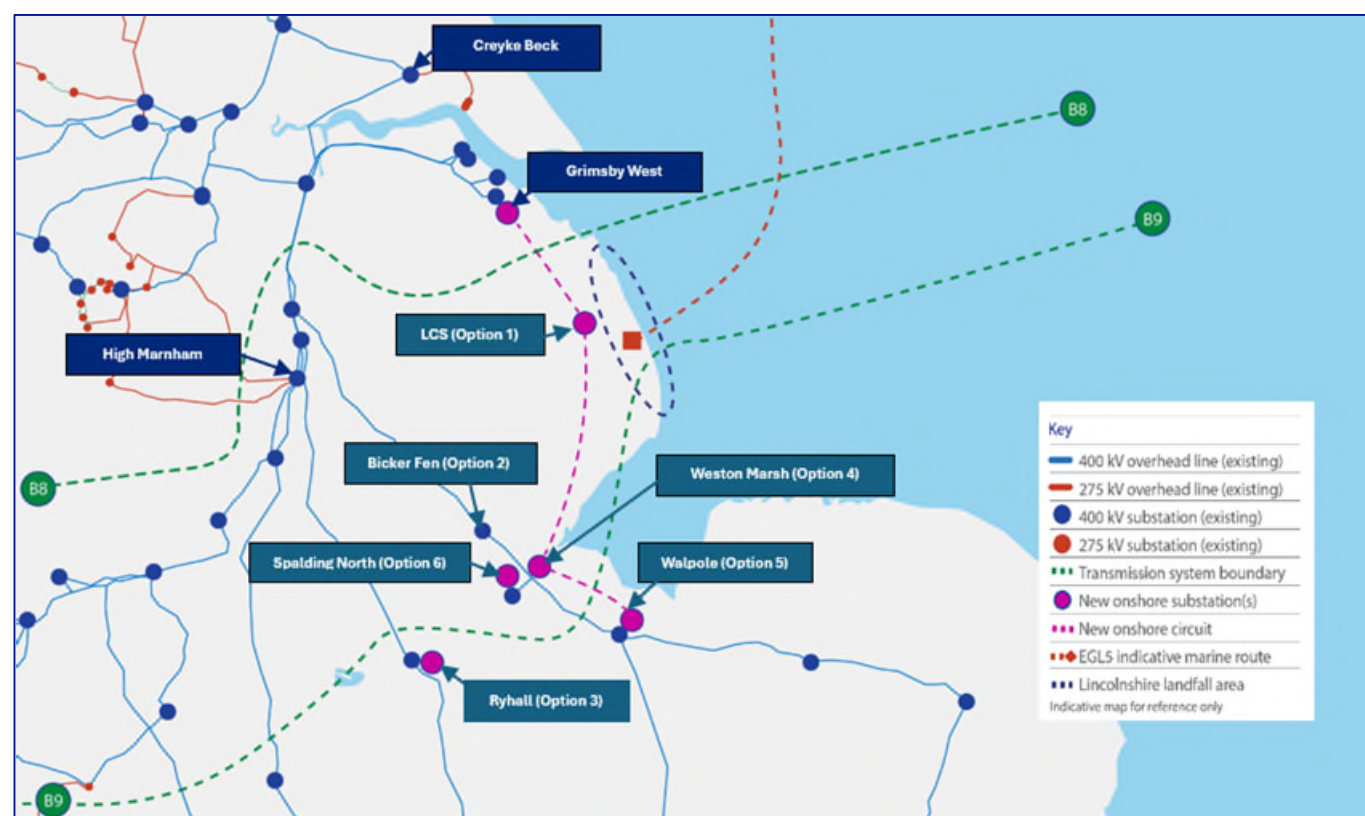 Creyke Beck
B8
Grimsby West
B9
LCS (Option 1)
High Marnham
Bicker Fen (Option 2)
Weston Marsh (Option 4)
B8
Spalding North (Option 6)
Walpole (Option 5)
Ryhall (Option 3)
B9
Key
400 kV overhead line (existing)
275 kV overhead line (existing)
400 kV substation (existing)
275 kV substation (existing)
Transmission system boundary
New onshore substation(s)
New onshore circuit
EGL5 indicative marine route
Lincolnshire landfall area
Indicative map for reference only